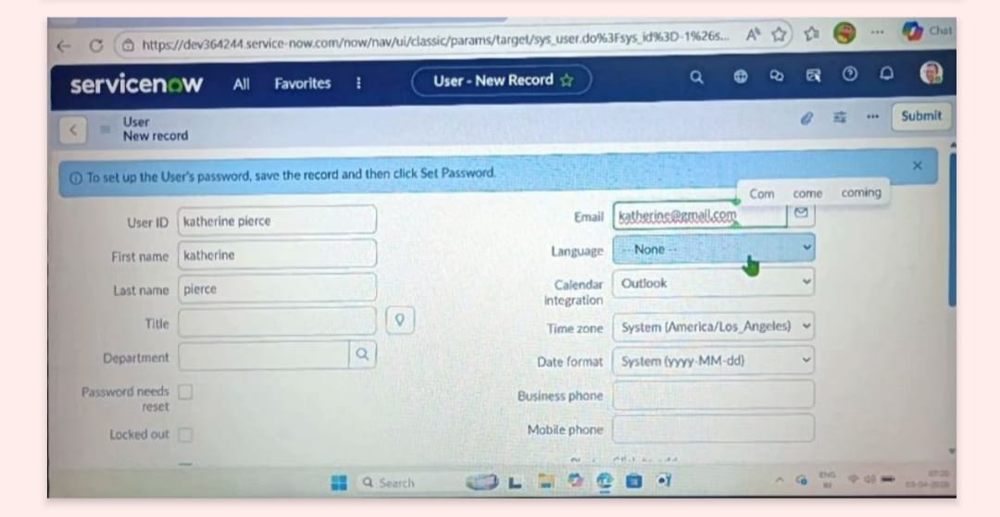 https://dev364244.service-now.com/now/nav/ui/classic/params/target/sys_user.do%3Fsys_id%3D-1%26s...
Chat
servicenow All Favorites User - New Record
User
New record
Submit
To set up the User's password, save the record and then click Set Password.
Com come coming
User ID katherine pierce
Email katherine@gmail.com
First name katherine
Language -- None --
Last name pierce
Calendar integration Outlook
Title
Time zone System (America/Los_Angeles)
Department
Date format System (yyyy-MM-dd)
Password needs reset
Business phone
Locked out
Mobile phone
Search
ENG